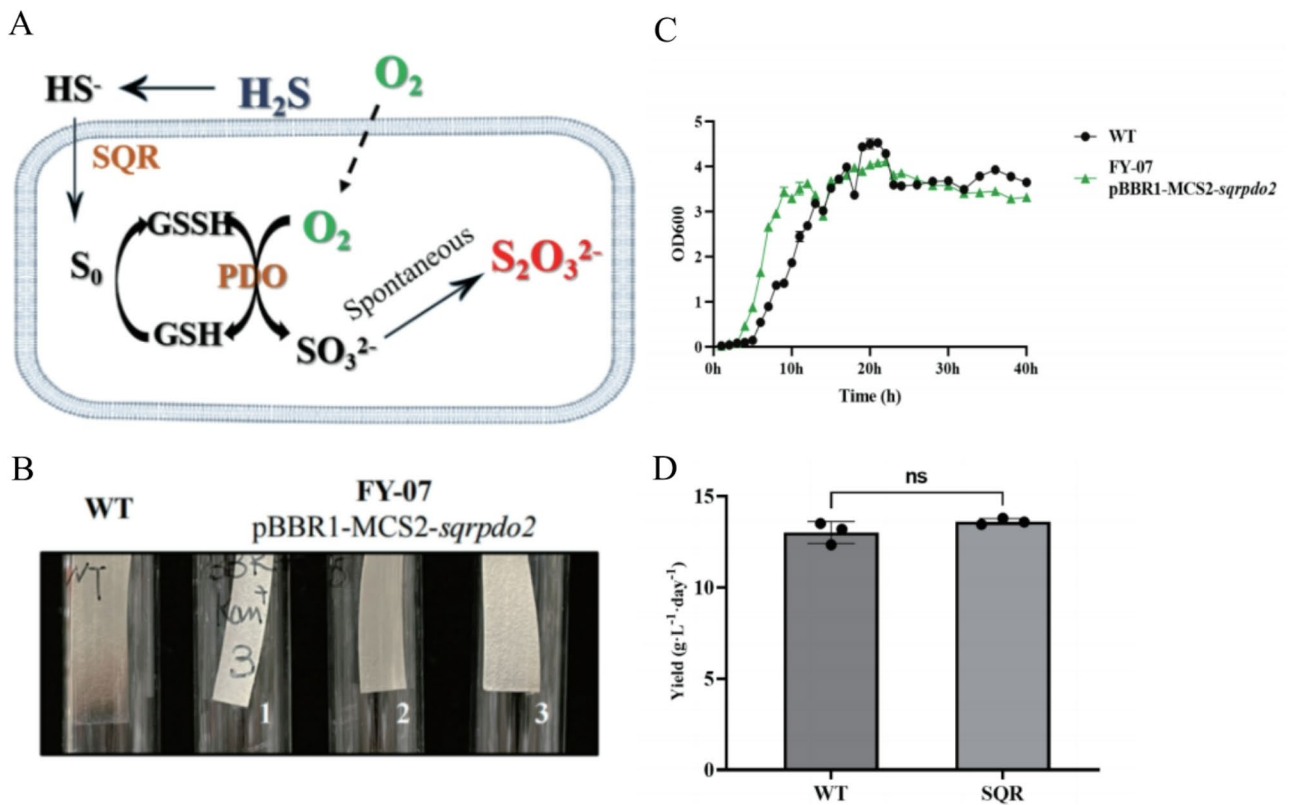 A
HS⁻
H₂S
O₂
SQR
S₀
GSSH
O₂
PDO
GSH
SO₃²⁻
Spontaneous
S₂O₃²⁻
B
WT
FY-07
pBBR1-MCS2-sqrpdo2
WT
Kan⁺
3
1
2
3
C
5
4
3
2
1
0
OD600
0h 10h 20h 30h 40h
Time (h)
WT
FY-07
pBBR1-MCS2-sqrpdo2
D
ns
15
10
5
0
Yield (g·L⁻¹·day⁻¹)
WT SQR